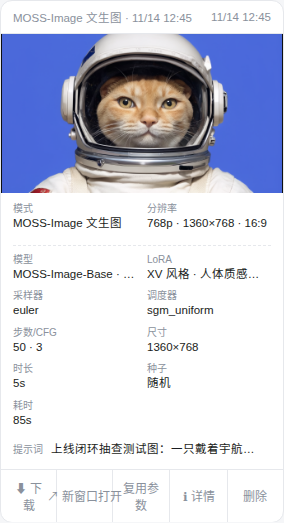 MOSS-Image 文生图 · 11/14 12:45 11/14 12:45
模式 分辨率
MOSS-Image 文生图 768p · 1360×768 · 16:9
模型 LoRA
MOSS-Image-Base · ... XV 风格 · 人体质感...
采样器 调度器
euler sgm_uniform
步数/CFG 尺寸
50 · 3 1360×768
时长 种子
5s 随机
耗时
85s
提示词 上线闭环抽查测试图：一只戴着宇航...
⬇ 下载 ↗ 新窗口打开 复用参数 ℹ 详情 删除